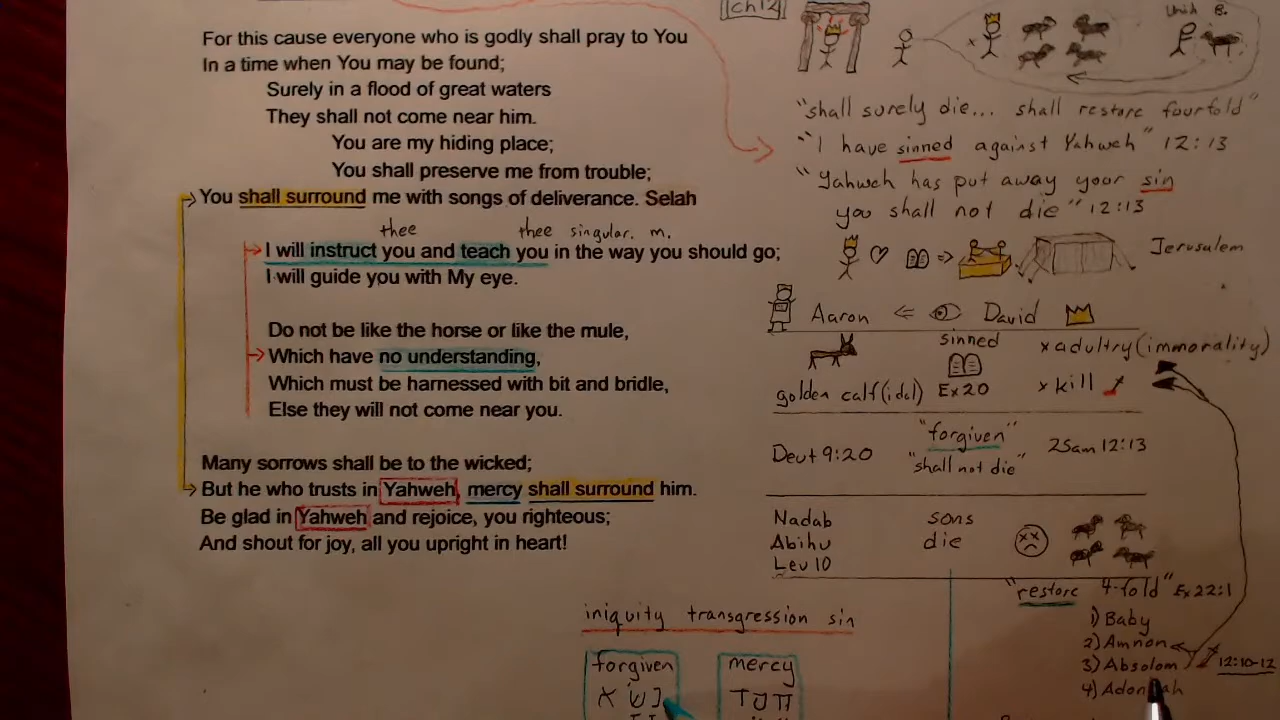 For this cause everyone who is godly shall pray to You
In a time when You may be found;
Surely in a flood of great waters
They shall not come near him.
You are my hiding place;
You shall preserve me from trouble;
You shall surround me with songs of deliverance. Selah
thee thee singular. m.
I will instruct you and teach you in the way you should go;
I will guide you with My eye.
Do not be like the horse or like the mule,
Which have no understanding,
Which must be harnessed with bit and bridle,
Else they will not come near you.
Many sorrows shall be to the wicked;
But he who trusts in Yahweh, mercy shall surround him.
Be glad in Yahweh and rejoice, you righteous;
And shout for joy, all you upright in heart!
iniquity transgression sin
forgiven mercy
Ch 12
"shall surely die... shall restore fourfold"
"I have sinned against Yahweh" 12:13
"Yahweh has put away your sin
you shall not die" 12:13
Jerusalem
Aaron David
sinned x adultry (immorality)
golden calf (idol) Ex 20 x kill
Deut 9:20 "forgiven" 2Sam 12:13
"shall not die"
Nadab sons
Abihu die
Lev 10
"restore 4-fold" Ex 22:1
1) Baby
2) Amnon
3) Absolom 12:10-12
4)